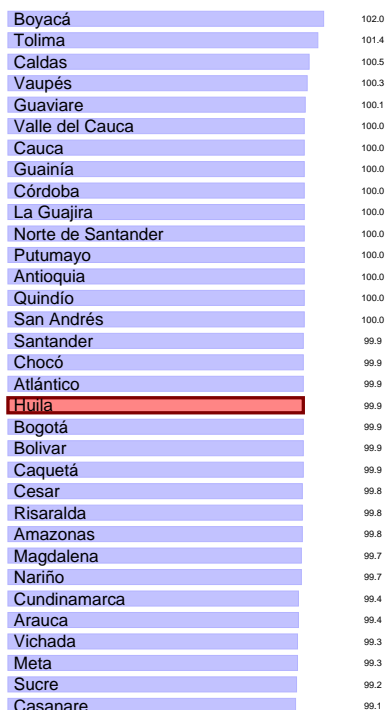 Boyacá 102.0
Tolima 101.4
Caldas 100.5
Vaupés 100.3
Guaviare 100.1
Valle del Cauca 100.0
Cauca 100.0
Guainía 100.0
Córdoba 100.0
La Guajira 100.0
Norte de Santander 100.0
Putumayo 100.0
Antioquia 100.0
Quindío 100.0
San Andrés 100.0
Santander 99.9
Chocó 99.9
Atlántico 99.9
Huila 99.9
Bogotá 99.9
Bolivar 99.9
Caquetá 99.9
Cesar 99.8
Risaralda 99.8
Amazonas 99.8
Magdalena 99.7
Nariño 99.7
Cundinamarca 99.4
Arauca 99.4
Vichada 99.3
Meta 99.3
Sucre 99.2
Casanare 99.1